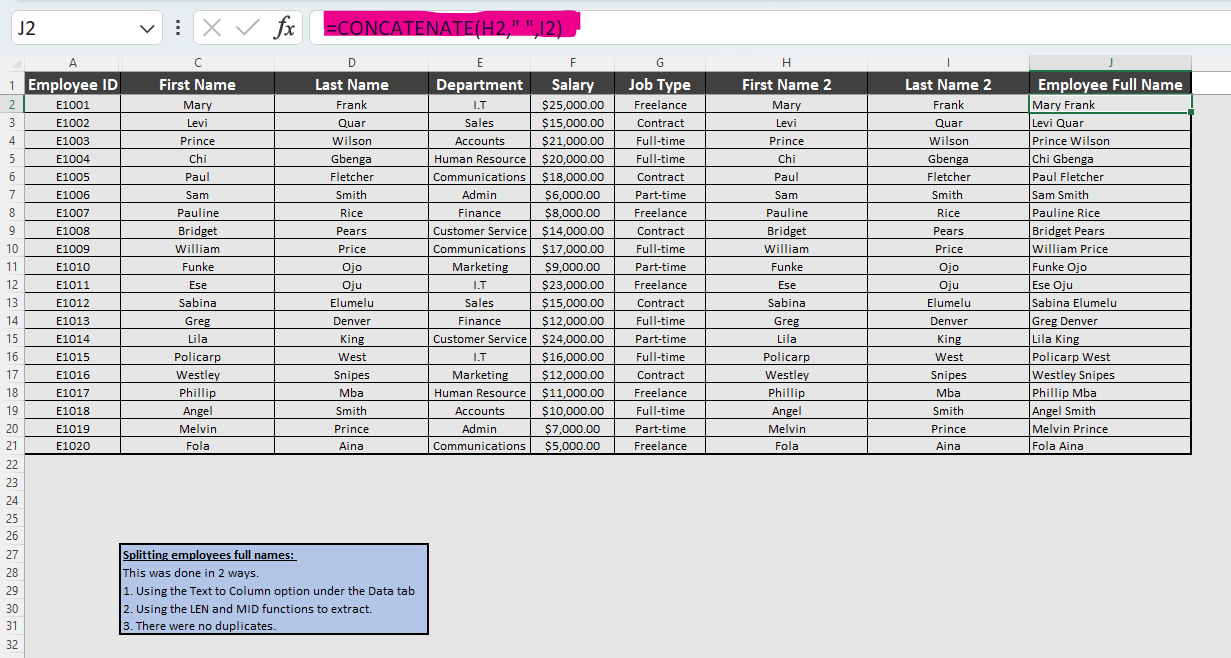 J2 fx =CONCATENATE(H2," ",I2)
A C D E F G H I J
1 Employee ID First Name Last Name Department Salary Job Type First Name 2 Last Name 2 Employee Full Name
2 E1001 Mary Frank I.T $25,000.00 Freelance Mary Frank Mary Frank
3 E1002 Levi Quar Sales $15,000.00 Contract Levi Quar Levi Quar
4 E1003 Prince Wilson Accounts $21,000.00 Full-time Prince Wilson Prince Wilson
5 E1004 Chi Gbenga Human Resource $20,000.00 Full-time Chi Gbenga Chi Gbenga
6 E1005 Paul Fletcher Communications $18,000.00 Contract Paul Fletcher Paul Fletcher
7 E1006 Sam Smith Admin $6,000.00 Part-time Sam Smith Sam Smith
8 E1007 Pauline Rice Finance $8,000.00 Freelance Pauline Rice Pauline Rice
9 E1008 Bridget Pears Customer Service $14,000.00 Contract Bridget Pears Bridget Pears
10 E1009 William Price Communications $17,000.00 Full-time William Price William Price
11 E1010 Funke Ojo Marketing $9,000.00 Part-time Funke Ojo Funke Ojo
12 E1011 Ese Oju I.T $23,000.00 Freelance Ese Oju Ese Oju
13 E1012 Sabina Elumelu Sales $15,000.00 Contract Sabina Elumelu Sabina Elumelu
14 E1013 Greg Denver Finance $12,000.00 Full-time Greg Denver Greg Denver
15 E1014 Lila King Customer Service $24,000.00 Part-time Lila King Lila King
16 E1015 Policarp West I.T $16,000.00 Full-time Policarp West Policarp West
17 E1016 Westley Snipes Marketing $12,000.00 Contract Westley Snipes Westley Snipes
18 E1017 Phillip Mba Human Resource $11,000.00 Freelance Phillip Mba Phillip Mba
19 E1018 Angel Smith Accounts $10,000.00 Full-time Angel Smith Angel Smith
20 E1019 Melvin Prince Admin $7,000.00 Part-time Melvin Prince Melvin Prince
21 E1020 Fola Aina Communications $5,000.00 Freelance Fola Aina Fola Aina
22
23
24
25
26
27 Splitting employees full names:
28 This was done in 2 ways.
29 1. Using the Text to Column option under the Data tab
30 2. Using the LEN and MID functions to extract.
31 3. There were no duplicates.
32